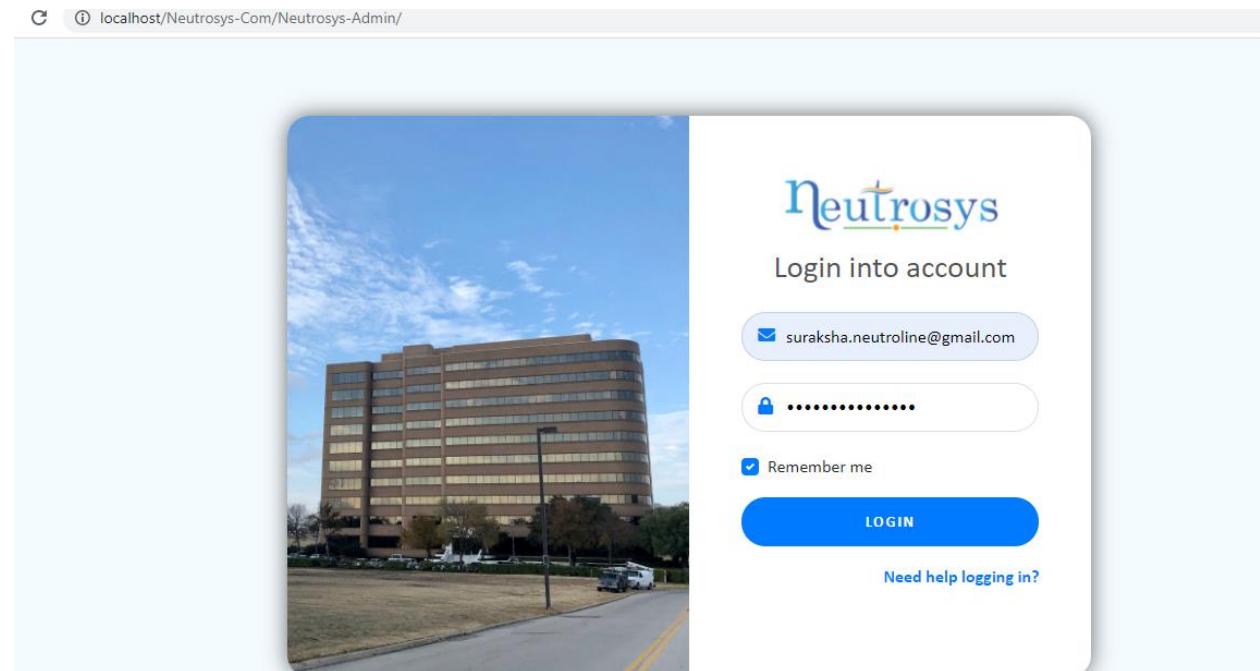 localhost/Neutrosys-Com/Neutrosys-Admin/
Neutrosys
Login into account
suraksha.neutroline@gmail.com
•••••••••••••••
Remember me
LOGIN
Need help logging in?